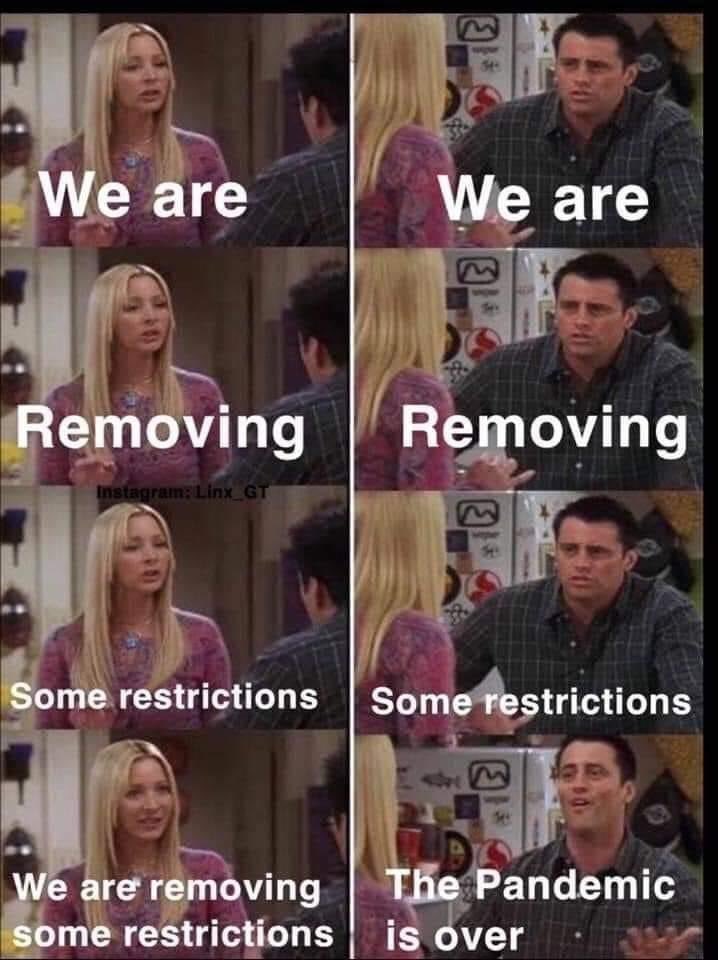 We are
We are
Removing
Removing
Instagram: Linx_GT
Some restrictions
Some restrictions
We are removing
some restrictions
The Pandemic
is over